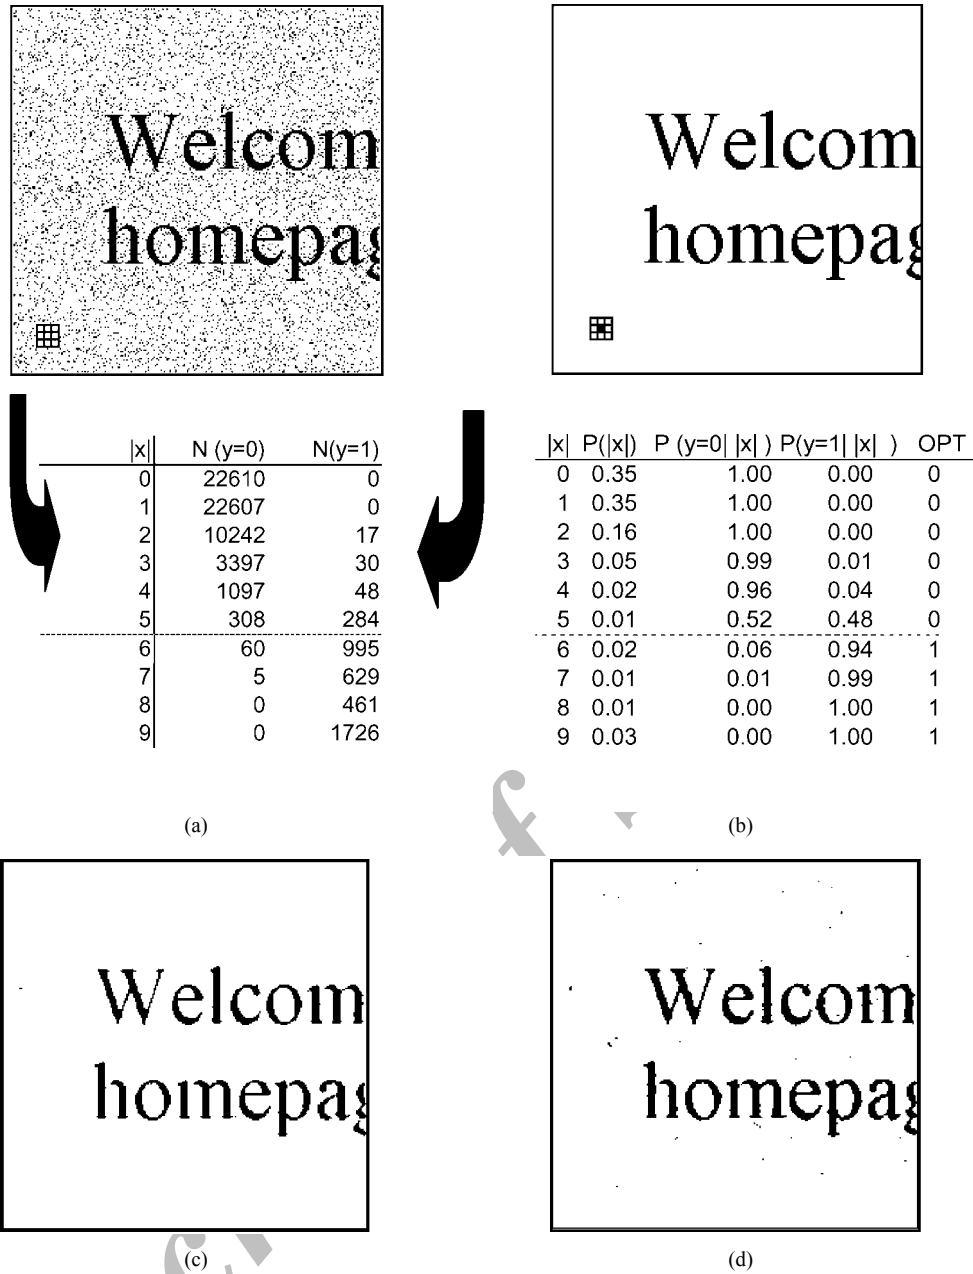 Welcom
homepag
Welcom
homepag
|x| N (y=0) N(y=1)
0 22610 0
1 22607 0
2 10242 17
3 3397 30
4 1097 48
5 308 284
6 60 995
7 5 629
8 0 461
9 0 1726
|x| P(|x|) P (y=0| |x| ) P(y=1| |x| ) OPT
0 0.35 1.00 0.00 0
1 0.35 1.00 0.00 0
2 0.16 1.00 0.00 0
3 0.05 0.99 0.01 0
4 0.02 0.96 0.04 0
5 0.01 0.52 0.48 0
6 0.02 0.06 0.94 1
7 0.01 0.01 0.99 1
8 0.01 0.00 1.00 1
9 0.03 0.00 1.00 1
(a)
(b)
Welcom
homepag
Welcom
homepag
(c)
(d)